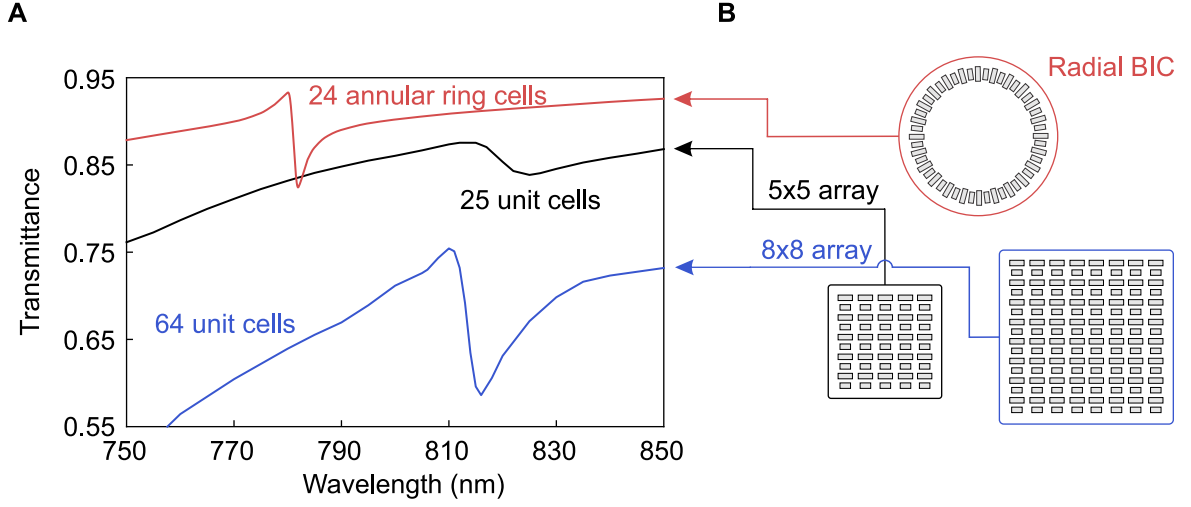 A
B
0.95
0.85
0.75
0.65
0.55
Transmittance
24 annular ring cells
25 unit cells
64 unit cells
750
770
790
810
830
850
Wavelength (nm)
Radial BIC
5x5 array
8x8 array